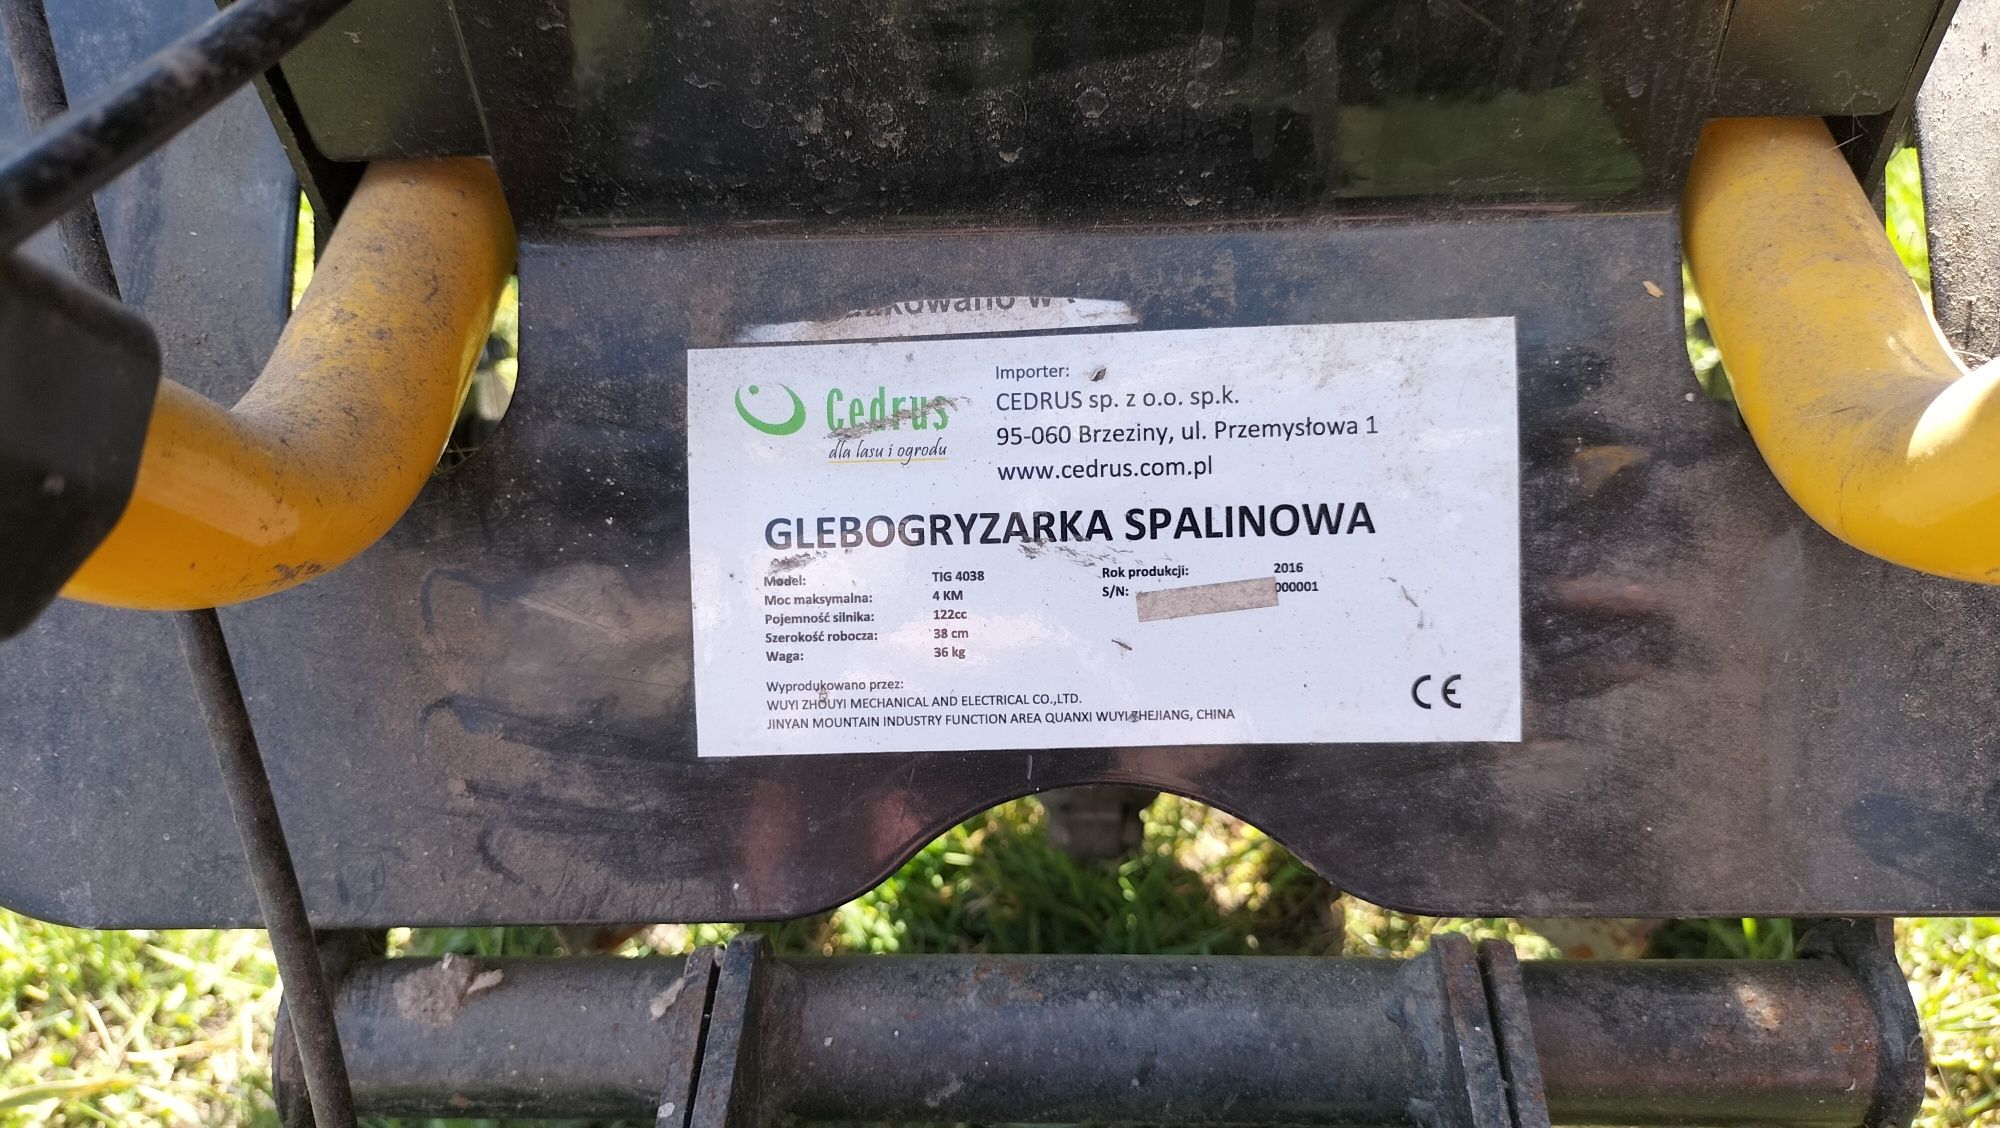 Cedrus
dla lasu i ogrodu
Importer:
CEDRUS sp. z o.o. sp.k.
95-060 Brzeziny, ul. Przemysłowa 1
www.cedrus.com.pl
GLEBOGRYZARKA SPALINOWA
Model: TIG 4038
Moc maksymalna: 4 KM
Pojemność silnika: 122cc
Szerokość robocza: 38 cm
Waga: 36 kg
Rok produkcji: 2016
S/N: 000001
Wyprodukowano przez:
WUYI ZHOUYI MECHANICAL AND ELECTRICAL CO.,LTD.
JINYAN MOUNTAIN INDUSTRY FUNCTION AREA QUANXI WUYI ZHEJIANG, CHINA
CE